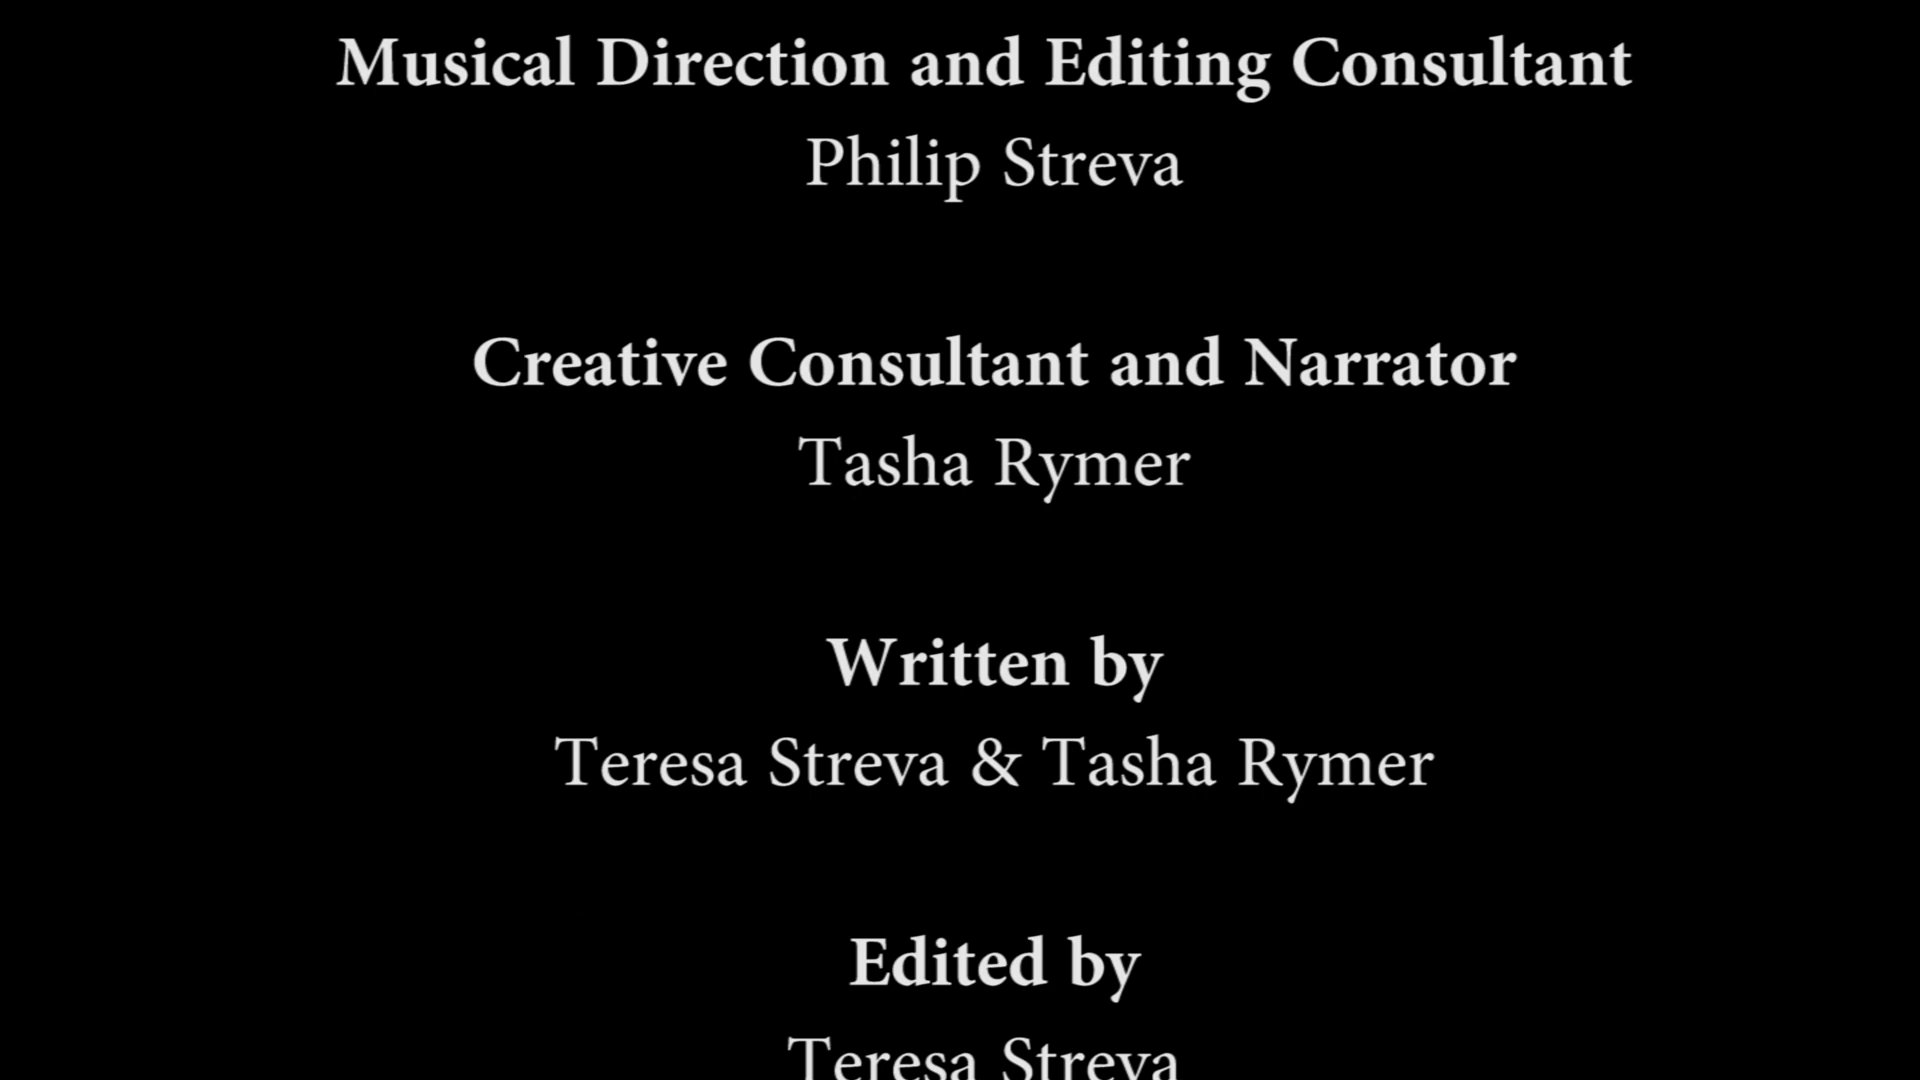 Musical Direction and Editing Consultant
Philip Streva
Creative Consultant and Narrator
Tasha Rymer
Written by
Teresa Streva & Tasha Rymer
Edited by
Teresa Streva